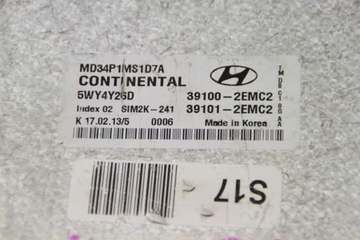 MD34P1MS1D7A
CONTINENTAL
5WY4Y26D
39100-2EMC2
Index 02 SIM2K-241
39101-2EMC2
K 17.02.13/5 0006 Made in Korea
S17